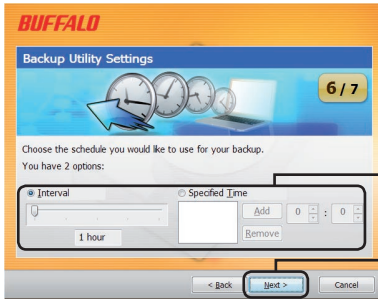 BUFFALO
Backup Utility Settings
6 / 7
Choose the schedule you would like to use for your backup.
You have 2 options:
Interval
Specified Time
Add
0 : 0
1 hour
Remove
< Back
Next >
Cancel